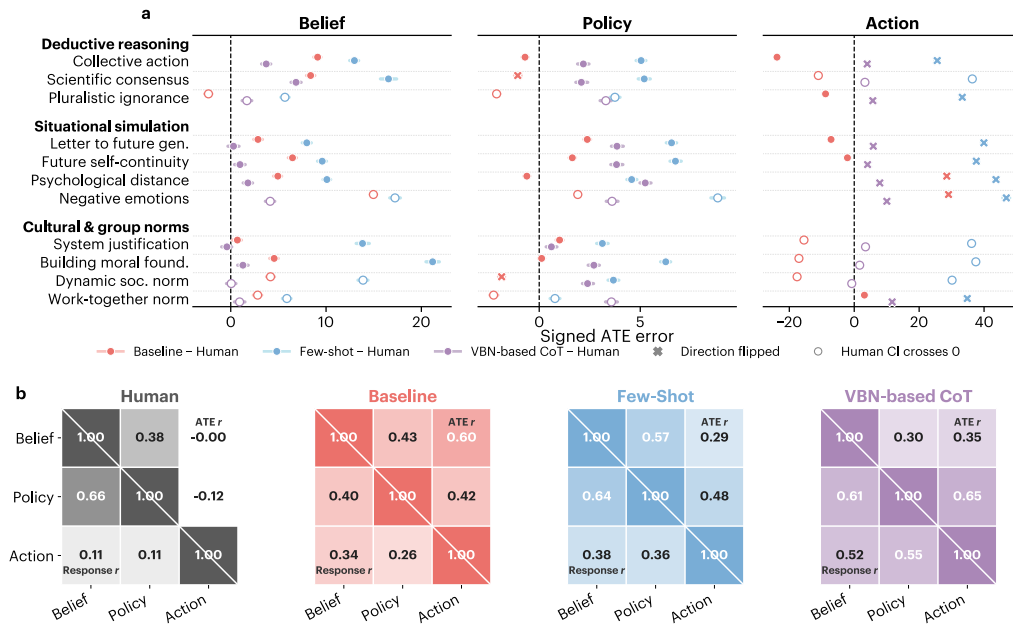 a
Belief
Policy
Action
Deductive reasoning
Collective action
Scientific consensus
Pluralistic ignorance
Situational simulation
Letter to future gen.
Future self-continuity
Psychological distance
Negative emotions
Cultural & group norms
System justification
Building moral found.
Dynamic soc. norm
Work-together norm
0 10 20
0 5
−20 0 20 40
Signed ATE error
Baseline – Human
Few-shot – Human
VBN-based CoT – Human
Direction flipped
Human CI crosses 0
b
Human
Baseline
Few-Shot
VBN-based CoT
ATE r
ATE r
ATE r
ATE r
Belief 1.00 0.38 -0.00
1.00 0.43 0.60
1.00 0.57 0.29
1.00 0.30 0.35
Policy 0.66 1.00 -0.12
0.40 1.00 0.42
0.64 1.00 0.48
0.61 1.00 0.65
Action 0.11 0.11 1.00
0.34 0.26 1.00
0.38 0.36 1.00
0.52 0.55 1.00
Response r
Response r
Response r
Response r
Belief Policy Action
Belief Policy Action
Belief Policy Action
Belief Policy Action